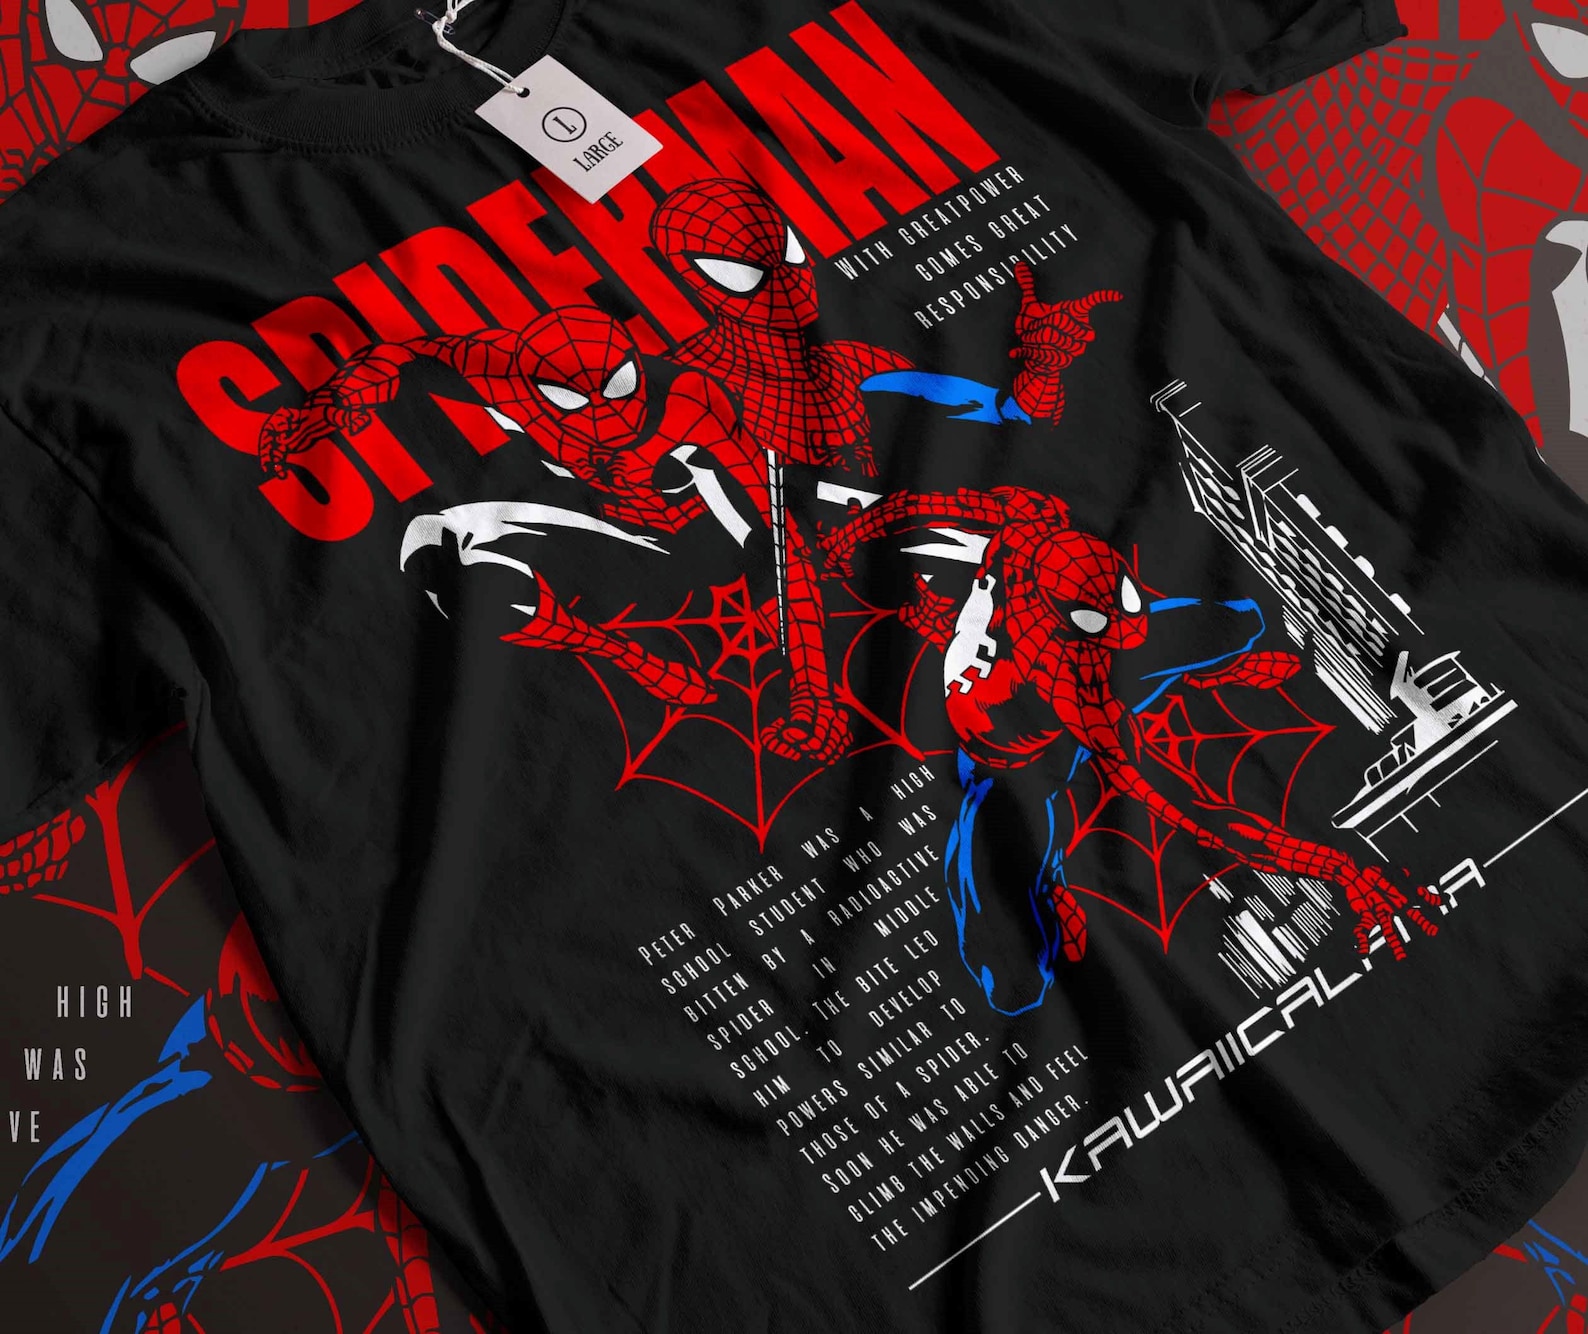 L
LARGE
SPIDERMAN
WITH GREATPOWER
COMES GREAT
RESPONSIBILITY
PETER PARKER WAS A HIGH
SCHOOL STUDENT WHO WAS
BITTEN BY A RADIOACTIVE
SPIDER IN MIDDLE
SCHOOL. THE BITE LED
HIM TO DEVELOP
POWERS SIMILAR TO
THOSE OF A SPIDER.
SOON HE WAS ABLE TO
CLIMB THE WALLS AND FEEL
THE IMPENDING DANGER.
HIGH
WAS
VE